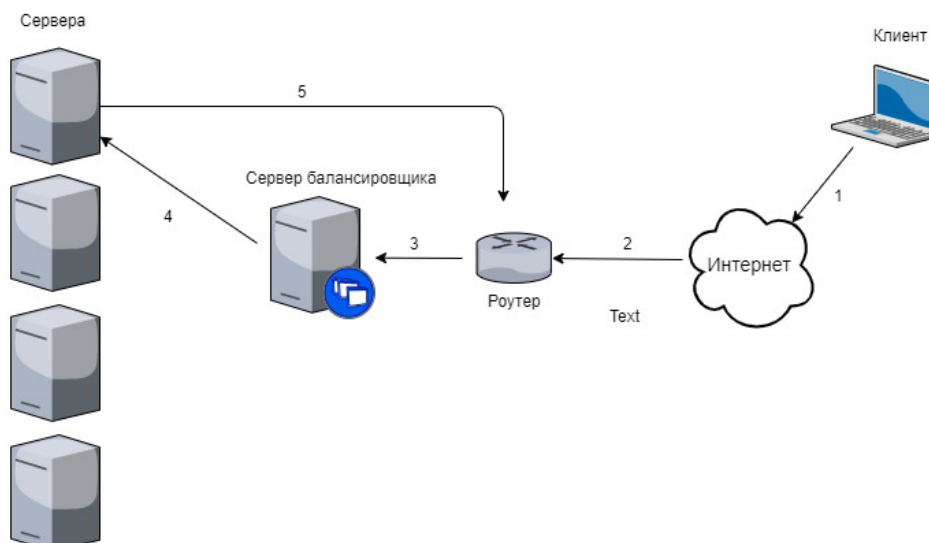 Сервера
Клиент
5
Сервер балансировщика
4
3
2
1
Интернет
Роутер
Text